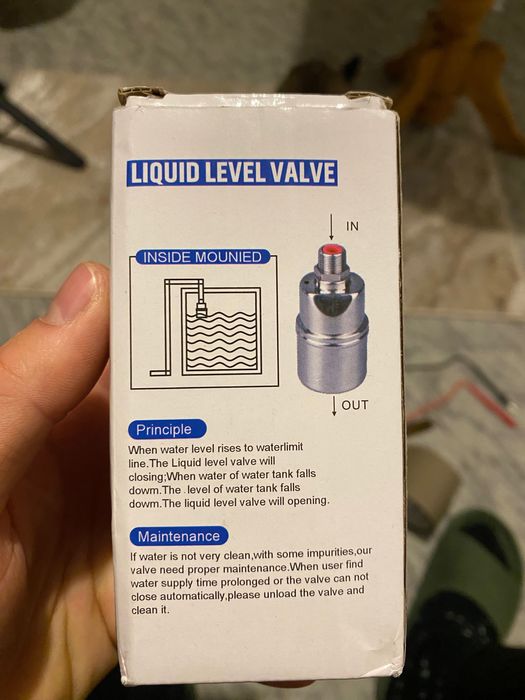 LIQUID LEVEL VALVE
IN
INSIDE MOUNIED
OUT
Principle
When water level rises to waterlimit
line.The Liquid level valve will
closing;When water of water tank falls
dowm.The .level of water tank falls
dowm.The liquid level valve will opening.
Maintenance
If water is not very clean,with some impurities,our
valve need proper maintenance.When user find
water supply time prolonged or the valve can not
close automatically,please unload the valve and
clean it.